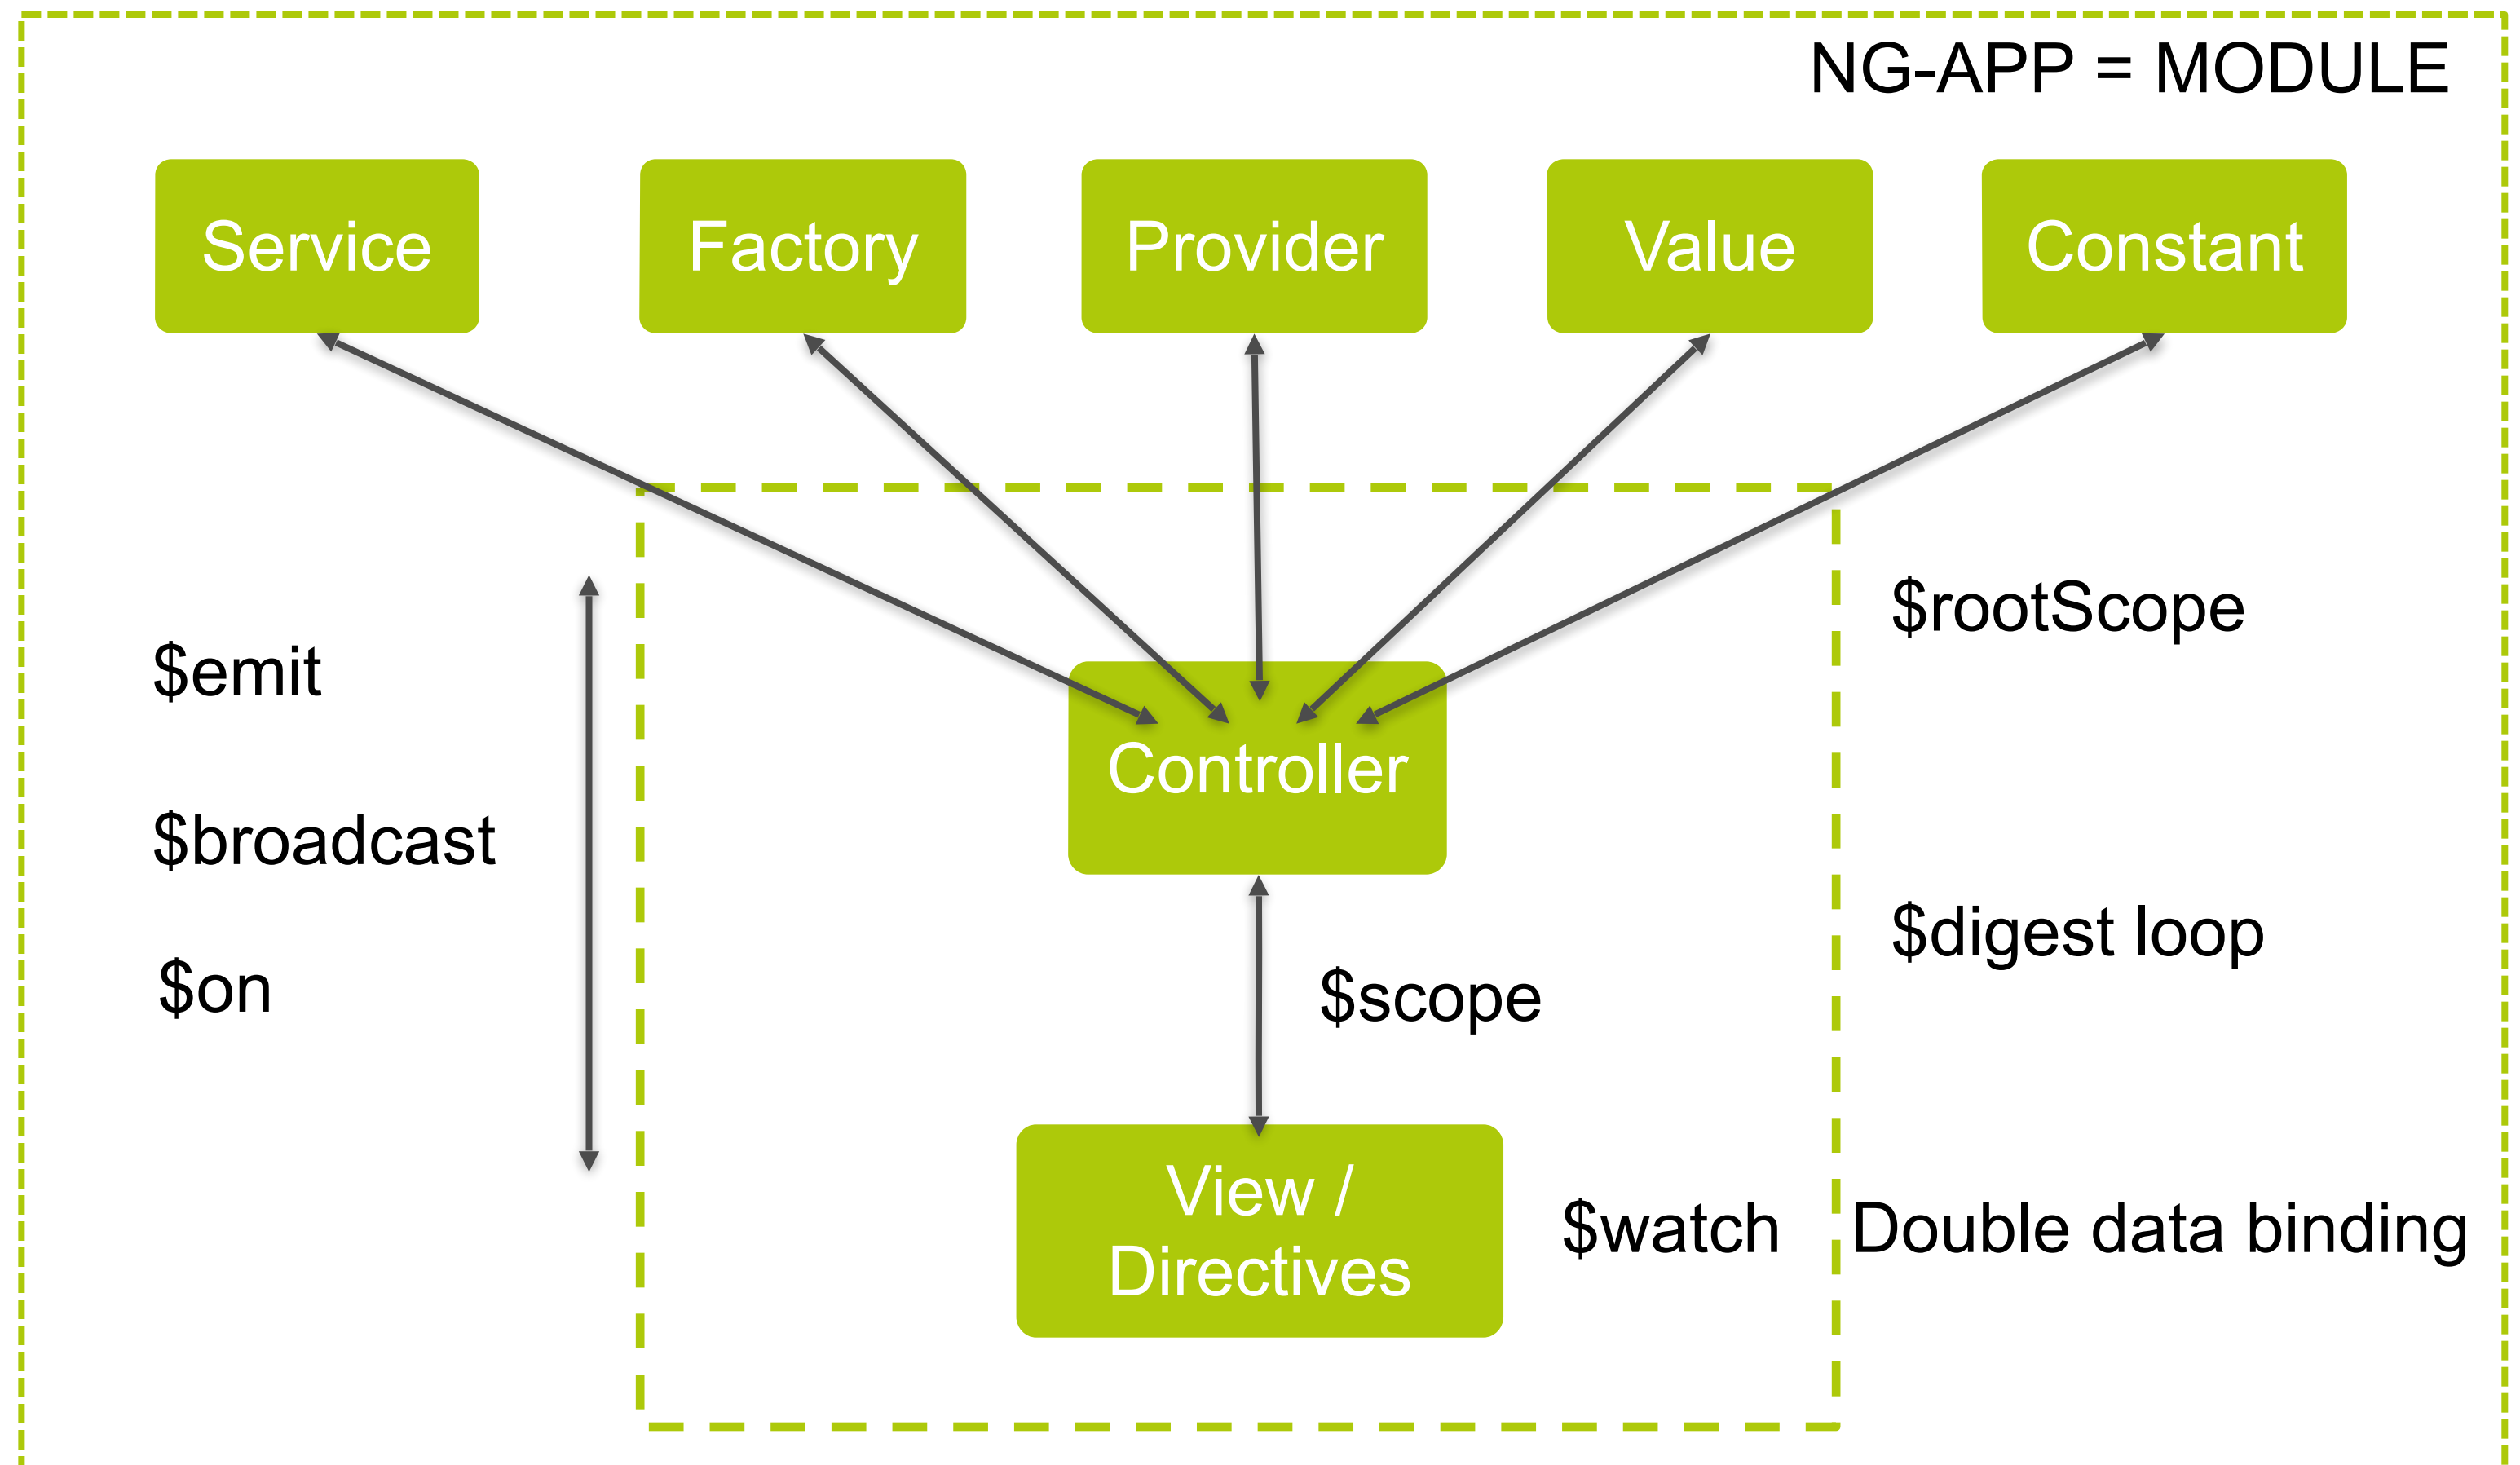 NG-APP = MODULE
Service
Factory
Provider
Value
Constant
$rootScope
$emit
Controller
$broadcast
$digest loop
$on
$scope
View /
Directives
$watch
Double data binding